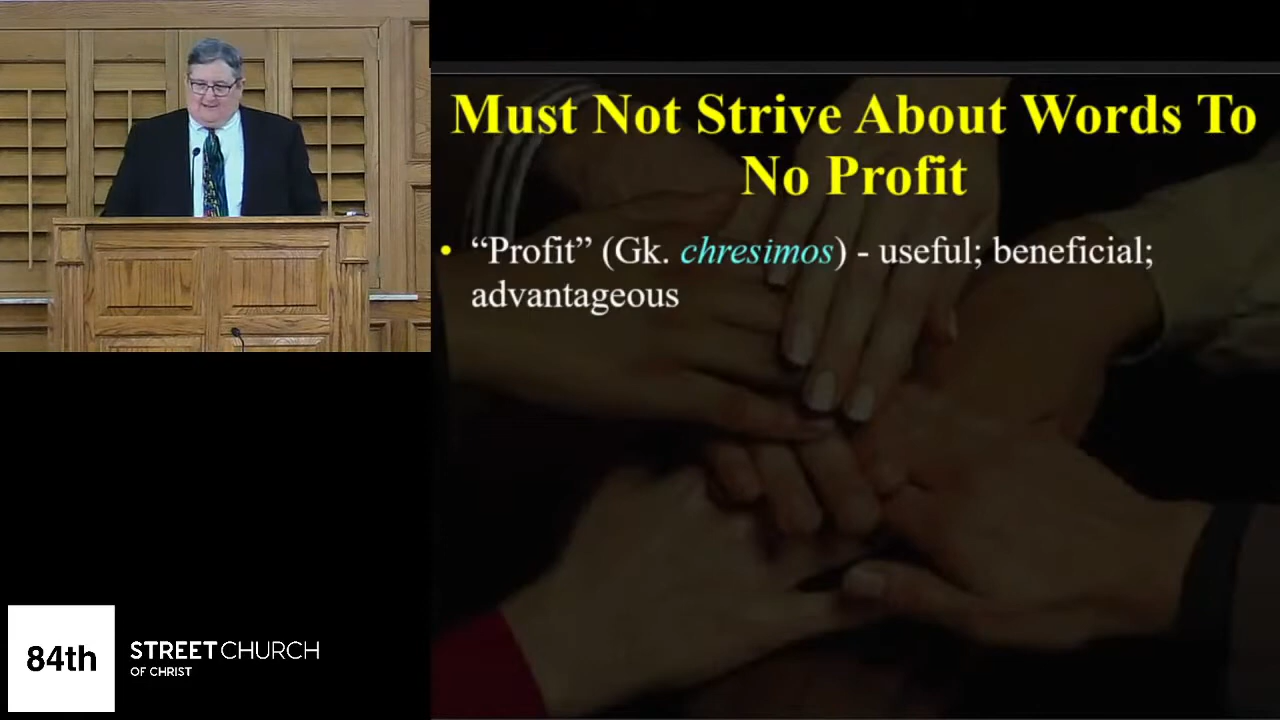 Must Not Strive About Words To
No Profit
• “Profit” (Gk. chresimos) - useful; beneficial;
advantageous
84th
STREET CHURCH
OF CHRIST